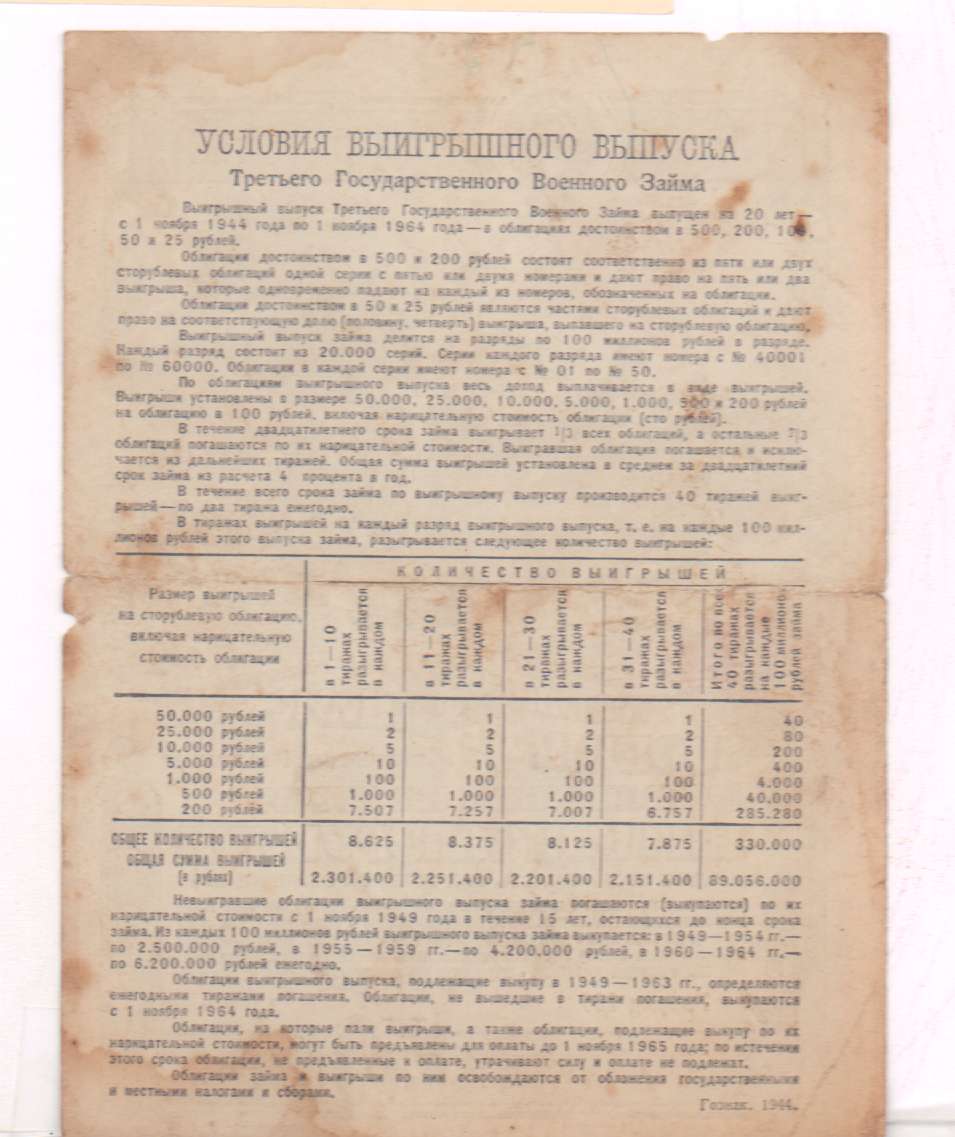 УСЛОВИЯ ВЫИГРЫШНОГО ВЫПУСКА
Третьего Государственного Военного Займа
Выигрышный выпуск Третьего Государственного Военного Займа выпущен на 20 лет—
с 1 ноября 1944 года по 1 ноября 1964 года—в облигациях достоинством в 500, 200, 100,
50 и 25 рублей.
Облигации достоинством в 500 и 200 рублей состоят соответственно из пяти или двух
сторублевых облигаций одной серии с пятью или двумя номерами и дают право на пять или два
выигрыша, которые одновременно падают на каждый из номеров, обозначенных на облигации.
Облигации достоинством в 50 и 25 рублей являются частями сторублевых облигаций и дают
право на соответствующую долю (половину, четверть) выигрыша, выпавшего на сторублевую облигацию.
Выигрышный выпуск займа делится на разряды по 100 миллионов рублей в разряде.
Каждый разряд состоит из 20.000 серий. Серии каждого разряда имеют номера с № 40001
по № 60000. Облигации в каждой серии имеют номера с № 01 по № 50.
По облигациям выигрышного выпуска весь доход выплачивается в виде выигрышей.
Выигрыши установлены в размере 50.000, 25.000, 10.000, 5.000, 1.000, 500 и 200 рублей
на облигацию в 100 рублей, включая нарицательную стоимость облигации (сто рублей).
В течение двадцатилетнего срока займа выигрывает 1/3 всех облигаций, а остальные 2/3
облигаций погашаются по их нарицательной стоимости. Выигравшая облигация погашается и исклю-
чается из дальнейших тиражей. Общая сумма выигрышей установлена в среднем за двадцатилетний
срок займа из расчета 4 процента в год.
В течение всего срока займа по выигрышному выпуску производится 40 тиражей выиг-
рышей—по два тиража ежегодно.
В тиражах выигрышей на каждый разряд выигрышного выпуска, т. е. на каждые 100 мил-
лионов рублей этого выпуска займа, разыгрывается следующее количество выигрышей:
Размер выигрышей
на сторублевую облигацию,
включая нарицательную
стоимость облигации
КОЛИЧЕСТВО ВЫИГРЫШЕЙ
в 1—10
тиражах
разыгрывается
в каждом
в 11—20
тиражах
разыгрывается
в каждом
в 21—30
тиражах
разыгрывается
в каждом
в 31—40
тиражах
разыгрывается
в каждом
Итого во всех
40 тиражах
разыгрывается
на каждые
100 миллионов
рублей займа
50.000 рублей 1 1 1 1 40
25.000 рублей 2 2 2 2 80
10.000 рублей 5 5 5 5 200
5.000 рублей 10 10 10 10 400
1.000 рублей 100 100 100 100 4.000
500 рублей 1.000 1.000 1.000 1.000 40.000
200 рублей 7.507 7.257 7.007 6.757 285.280
ОБЩЕЕ КОЛИЧЕСТВО ВЫИГРЫШЕЙ 8.625 8.375 8.125 7.875 330.000
ОБЩАЯ СУММА ВЫИГРЫШЕЙ
(в рублях) 2.301.400 2.251.400 2.201.400 2.151.400 89.056.000
Невыигравшие облигации выигрышного выпуска займа погашаются (выкупаются) по их
нарицательной стоимости с 1 ноября 1949 года в течение 15 лет, остающихся до конца срока
займа. Из каждых 100 миллионов рублей выигрышного выпуска займа выкупается: в 1949—1954 гг.—
по 2.500.000 рублей, в 1955—1959 гг.—по 4.200.000 рублей, в 1960—1964 гг.—
по 6.200.000 рублей ежегодно.
Облигации выигрышного выпуска, подлежащие выкупу в 1949—1963 гг., определяются
ежегодными тиражами погашения. Облигации, не вышедшие в тиражи погашения, выкупаются
с 1 ноября 1964 года.
Облигации, на которые пали выигрыши, а также облигации, подлежащие выкупу по их
нарицательной стоимости, могут быть предъявлены для оплаты до 1 ноября 1965 года; по истечении
этого срока облигации, не предъявленные к оплате, утрачивают силу и оплате не подлежат.
Облигации займа и выигрыши по ним освобождаются от обложения государственными
и местными налогами и сборами.
Гознак. 1944.